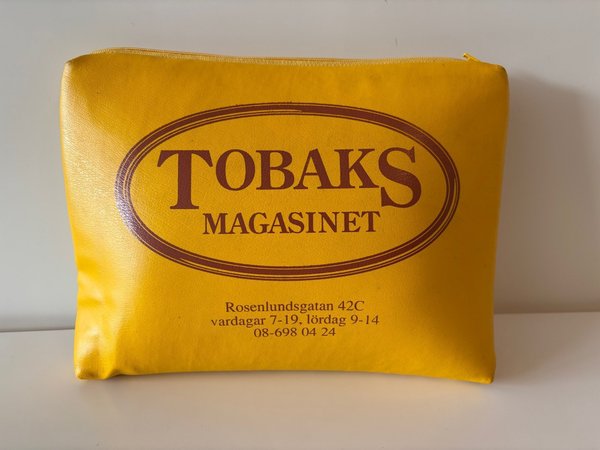 TOBAKS
MAGASINET
Rosenlundsgatan 42C
vardagar 7-19, lördag 9-14
08-698 04 24